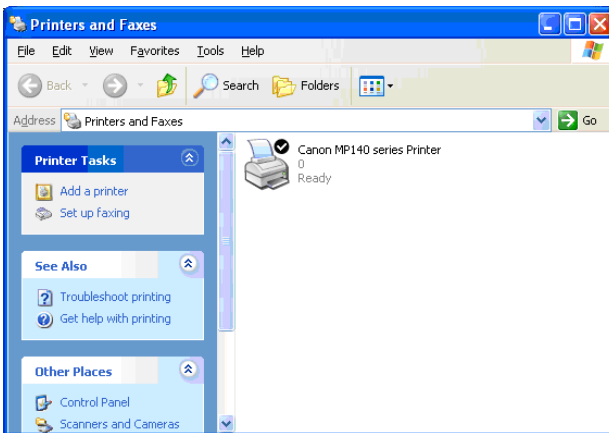 Printers and Faxes
File Edit View Favorites Tools Help
Back Search Folders
Address Printers and Faxes Go
Printer Tasks
Add a printer
Set up faxing
See Also
Troubleshoot printing
Get help with printing
Other Places
Control Panel
Scanners and Cameras
Canon MP140 series Printer
0
Ready